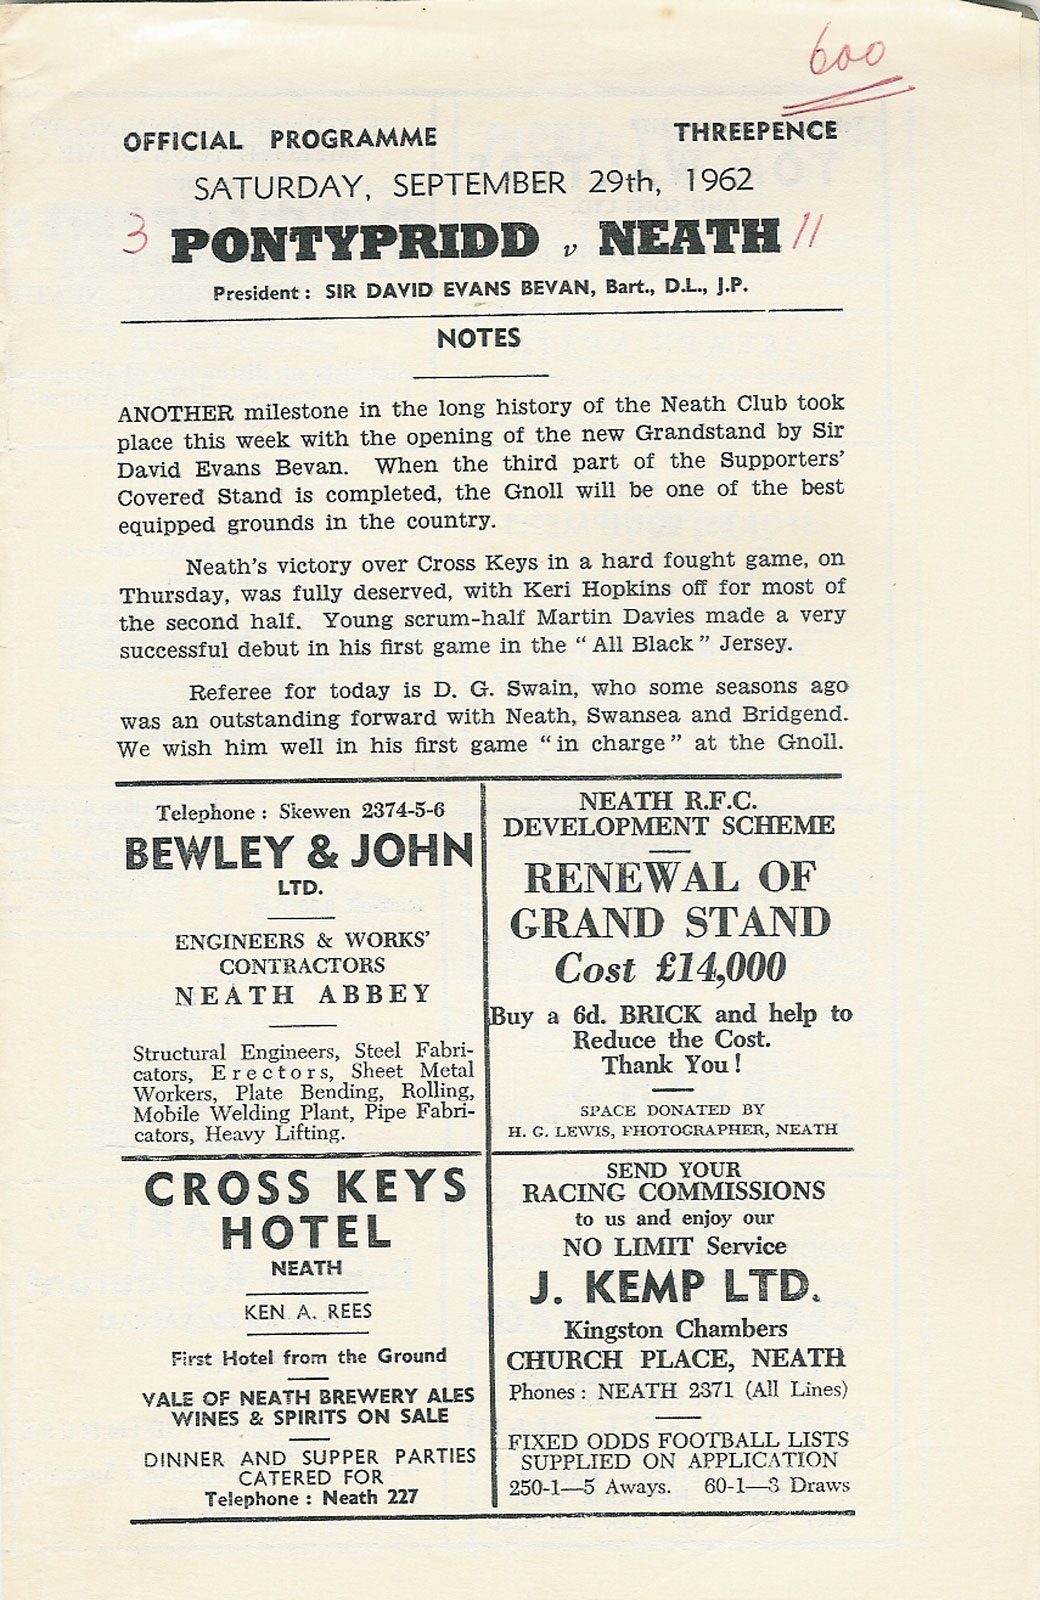 600
OFFICIAL PROGRAMME THREEPENCE
SATURDAY, SEPTEMBER 29th, 1962
3 PONTYPRIDD v NEATH 11
President: SIR DAVID EVANS BEVAN, Bart., D.L., J.P.
NOTES
ANOTHER milestone in the long history of the Neath Club took
place this week with the opening of the new Grandstand by Sir
David Evans Bevan. When the third part of the Supporters'
Covered Stand is completed, the Gnoll will be one of the best
equipped grounds in the country.
Neath's victory over Cross Keys in a hard fought game, on
Thursday, was fully deserved, with Keri Hopkins off for most of
the second half. Young scrum-half Martin Davies made a very
successful debut in his first game in the "All Black" Jersey.
Referee for today is D. G. Swain, who some seasons ago
was an outstanding forward with Neath, Swansea and Bridgend.
We wish him well in his first game "in charge" at the Gnoll.
Telephone: Skewen 2374-5-6
BEWLEY & JOHN
LTD.
ENGINEERS & WORKS'
CONTRACTORS
NEATH ABBEY
Structural Engineers, Steel Fabri-
cators, Erectors, Sheet Metal
Workers, Plate Bending, Rolling,
Mobile Welding Plant, Pipe Fabri-
cators, Heavy Lifting.
NEATH R.F.C.
DEVELOPMENT SCHEME
RENEWAL OF
GRAND STAND
Cost £14,000
Buy a 6d. BRICK and help to
Reduce the Cost.
Thank You!
SPACE DONATED BY
H. G. LEWIS, PHOTOGRAPHER, NEATH
CROSS KEYS
HOTEL
NEATH
KEN A. REES
First Hotel from the Ground
VALE OF NEATH BREWERY ALES
WINES & SPIRITS ON SALE
DINNER AND SUPPER PARTIES
CATERED FOR
Telephone: Neath 227
SEND YOUR
RACING COMMISSIONS
to us and enjoy our
NO LIMIT Service
J. KEMP LTD.
Kingston Chambers
CHURCH PLACE, NEATH
Phones: NEATH 2371 (All Lines)
FIXED ODDS FOOTBALL LISTS
SUPPLIED ON APPLICATION
250-1—5 Aways. 60-1—3 Draws